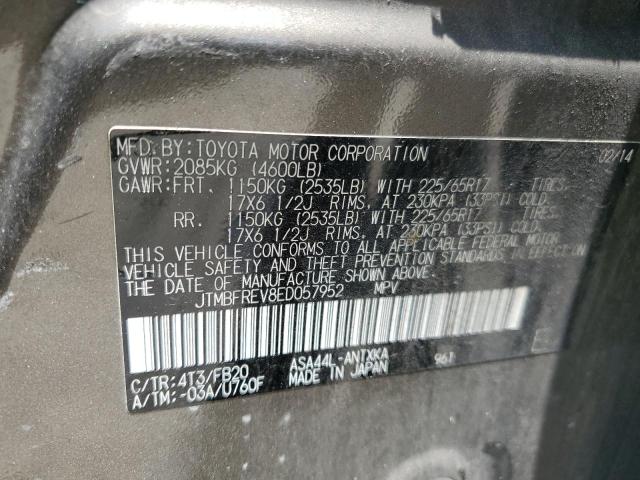 MFD. BY: TOYOTA MOTOR CORPORATION 02/14
GVWR: 2085KG (4600LB)
GAWR: FRT. 1150KG (2535LB) WITH 225/65R17 TIRES,
17X6 1/2J RIMS, AT 230KPA (33PSI) COLD.
RR. 1150KG (2535LB) WITH 225/65R17 TIRES,
17X6 1/2J RIMS, AT 230KPA (33PSI) COLD.
THIS VEHICLE CONFORMS TO ALL APPLICABLE FEDERAL MOTOR
VEHICLE SAFETY AND THEFT PREVENTION STANDARDS IN EFFECT ON
THE DATE OF MANUFACTURE SHOWN ABOVE.
JTMBFREV8ED057952 MPV
C/TR: 4T3/FB20 ASA44L-ANTXKA 961
A/TM: -03A/U760F MADE IN JAPAN